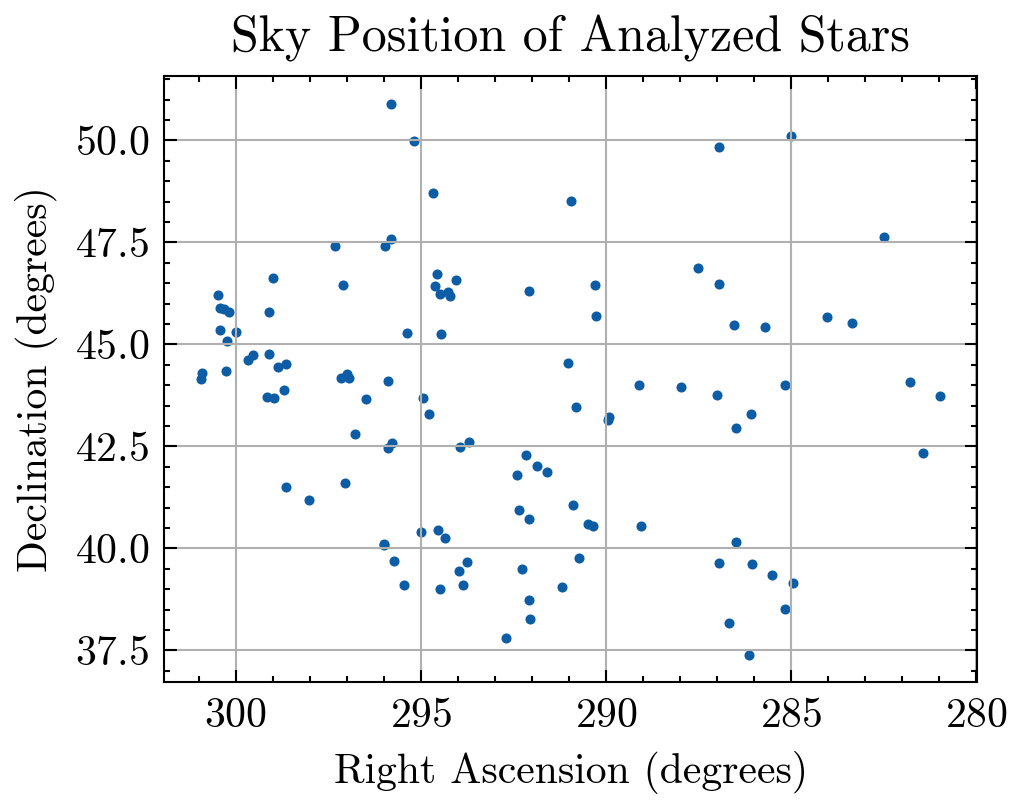 Sky Position of Analyzed Stars
50.0
47.5
45.0
42.5
40.0
37.5
Declination (degrees)
300 295 290 285 280
Right Ascension (degrees)